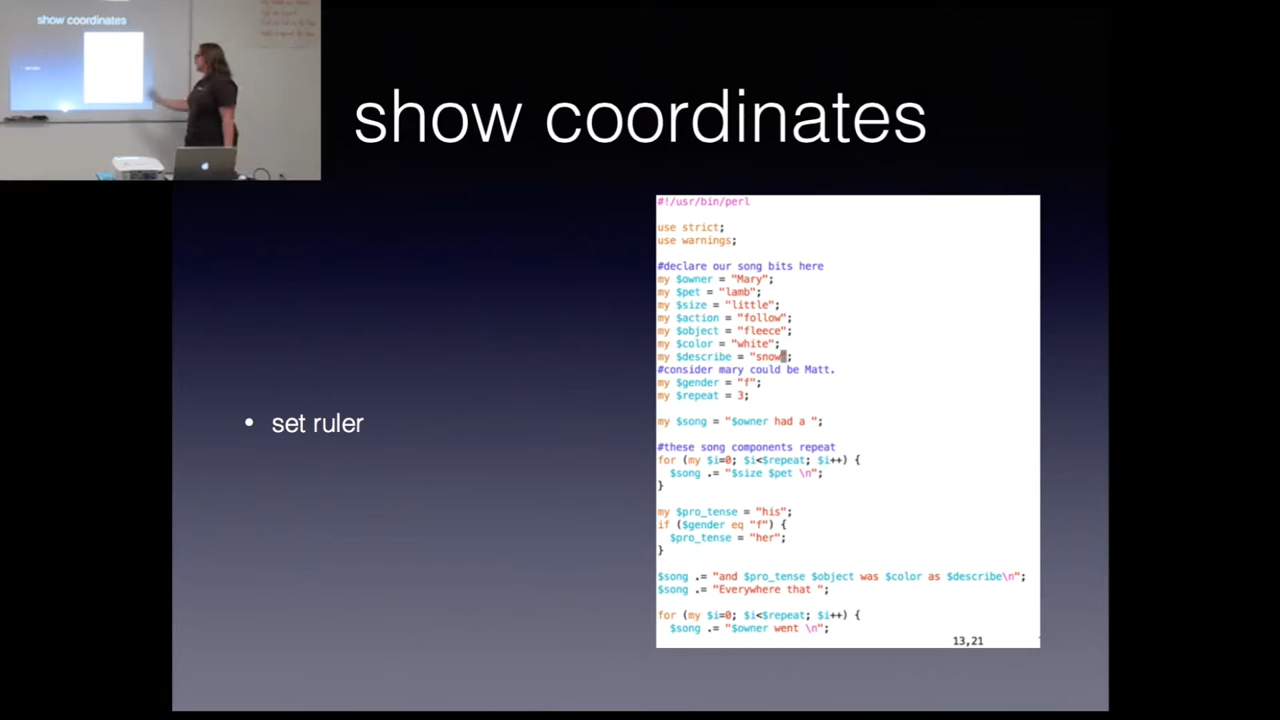 show coordinates
show coordinates
• set ruler
#!/usr/bin/perl
use strict;
use warnings;
#declare our song bits here
my $owner = "Mary";
my $pet = "lamb";
my $size = "little";
my $action = "follow";
my $object = "fleece";
my $color = "white";
my $describe = "snow";
#consider mary could be Matt.
my $gender = "f";
my $repeat = 3;
my $song = "$owner had a ";
#these song components repeat
for (my $i=0; $i<$repeat; $i++) {
  $song .= "$size $pet \n";
}
my $pro_tense = "his";
if ($gender eq "f") {
  $pro_tense = "her";
}
$song .= "and $pro_tense $object was $color as $describe\n";
$song .= "Everywhere that ";
for (my $i=0; $i<$repeat; $i++) {
  $song .= "$owner went \n";
13,21